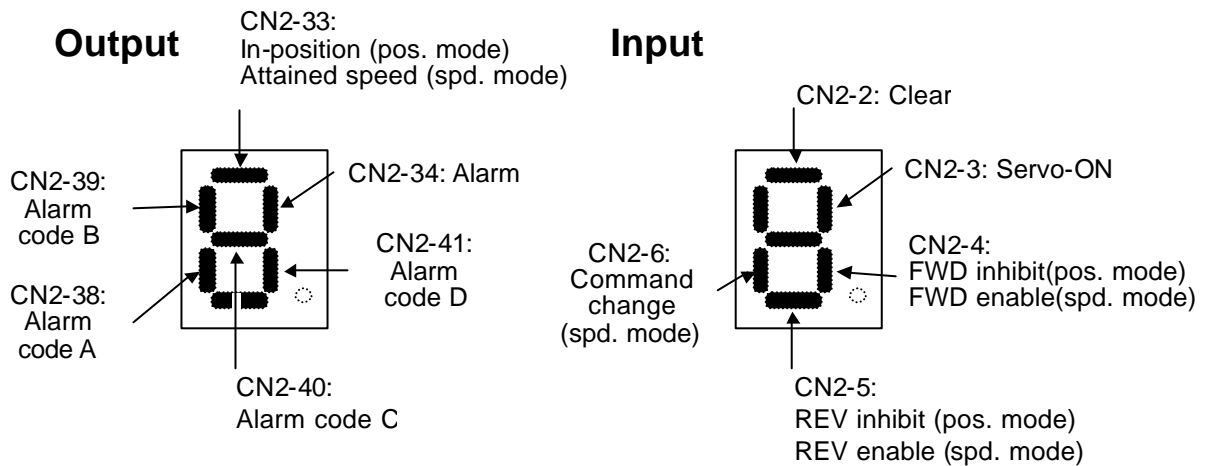 Output
CN2-33:
In-position (pos. mode)
Attained speed (spd. mode)
CN2-39:
Alarm
code B
CN2-34: Alarm
CN2-38:
Alarm
code A
CN2-41:
Alarm
code D
CN2-40:
Alarm code C
Input
CN2-2: Clear
CN2-3: Servo-ON
CN2-6:
Command
change
(spd. mode)
CN2-4:
FWD inhibit(pos. mode)
FWD enable(spd. mode)
CN2-5:
REV inhibit (pos. mode)
REV enable (spd. mode)